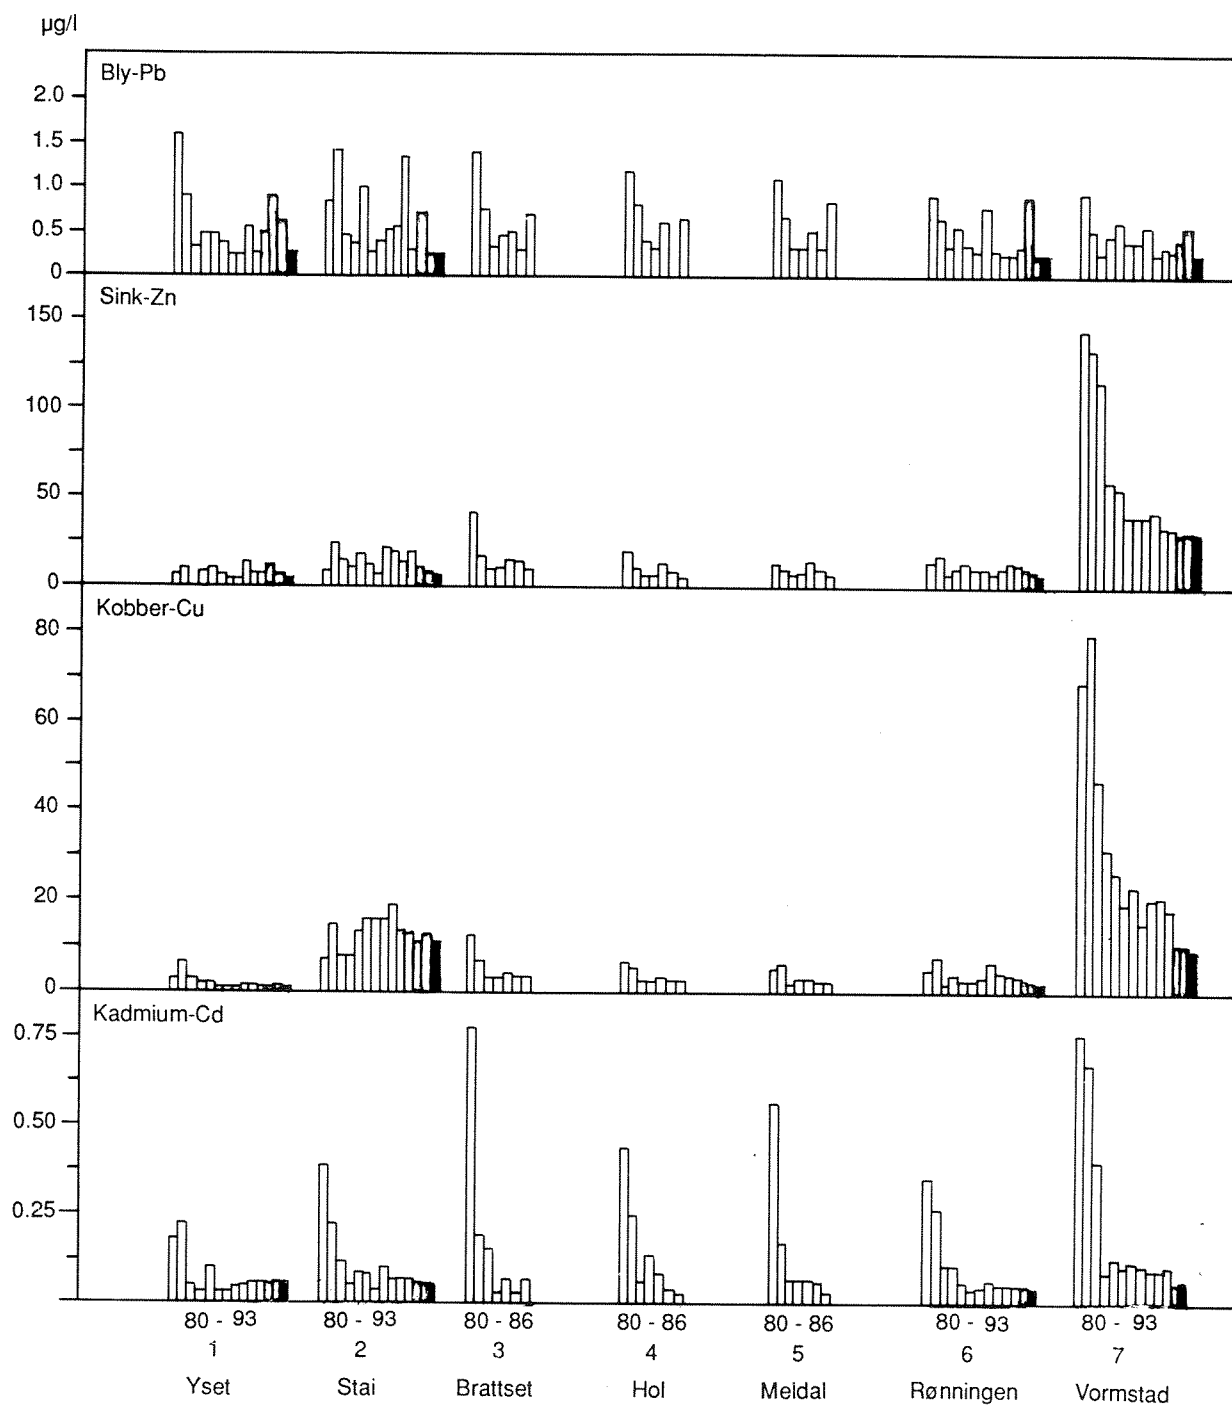 µg/l
Bly-Pb
2.0
1.5
1.0
0.5
0
Sink-Zn
150
100
50
0
Kobber-Cu
80
60
40
20
0
Kadmium-Cd
0.75
0.50
0.25
80 - 93 80 - 93 80 - 86 80 - 86 80 - 86 80 - 93 80 - 93
1 2 3 4 5 6 7
Yset Stai Brattset Hol Meldal Rønningen Vormstad